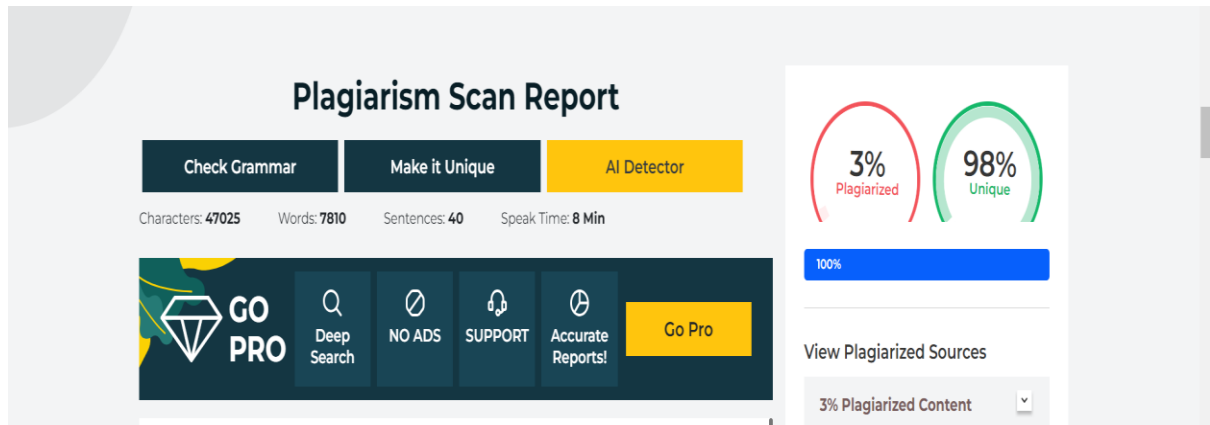 Plagiarism Scan Report
Check Grammar
Make it Unique
AI Detector
Characters: 47025 Words: 7810 Sentences: 40 Speak Time: 8 Min
GO
PRO
Deep
Search
NO ADS
SUPPORT
Accurate
Reports!
Go Pro
3%
Plagiarized
98%
Unique
100%
View Plagiarized Sources
3% Plagiarized Content